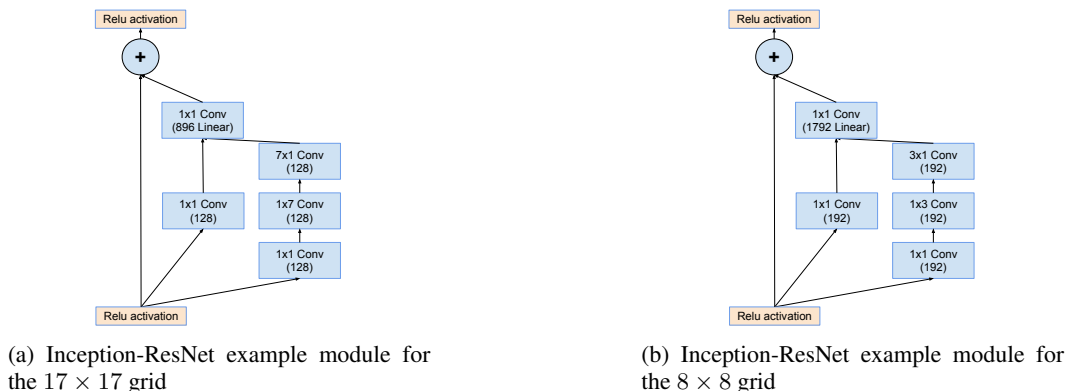 Relu activation
+
1x1 Conv
(896 Linear)
7x1 Conv
(128)
1x1 Conv
(128)
1x7 Conv
(128)
1x1 Conv
(128)
Relu activation
(a) Inception-ResNet example module for
the 17 × 17 grid
Relu activation
+
1x1 Conv
(1792 Linear)
3x1 Conv
(192)
1x1 Conv
(192)
1x3 Conv
(192)
1x1 Conv
(192)
Relu activation
(b) Inception-ResNet example module for
the 8 × 8 grid